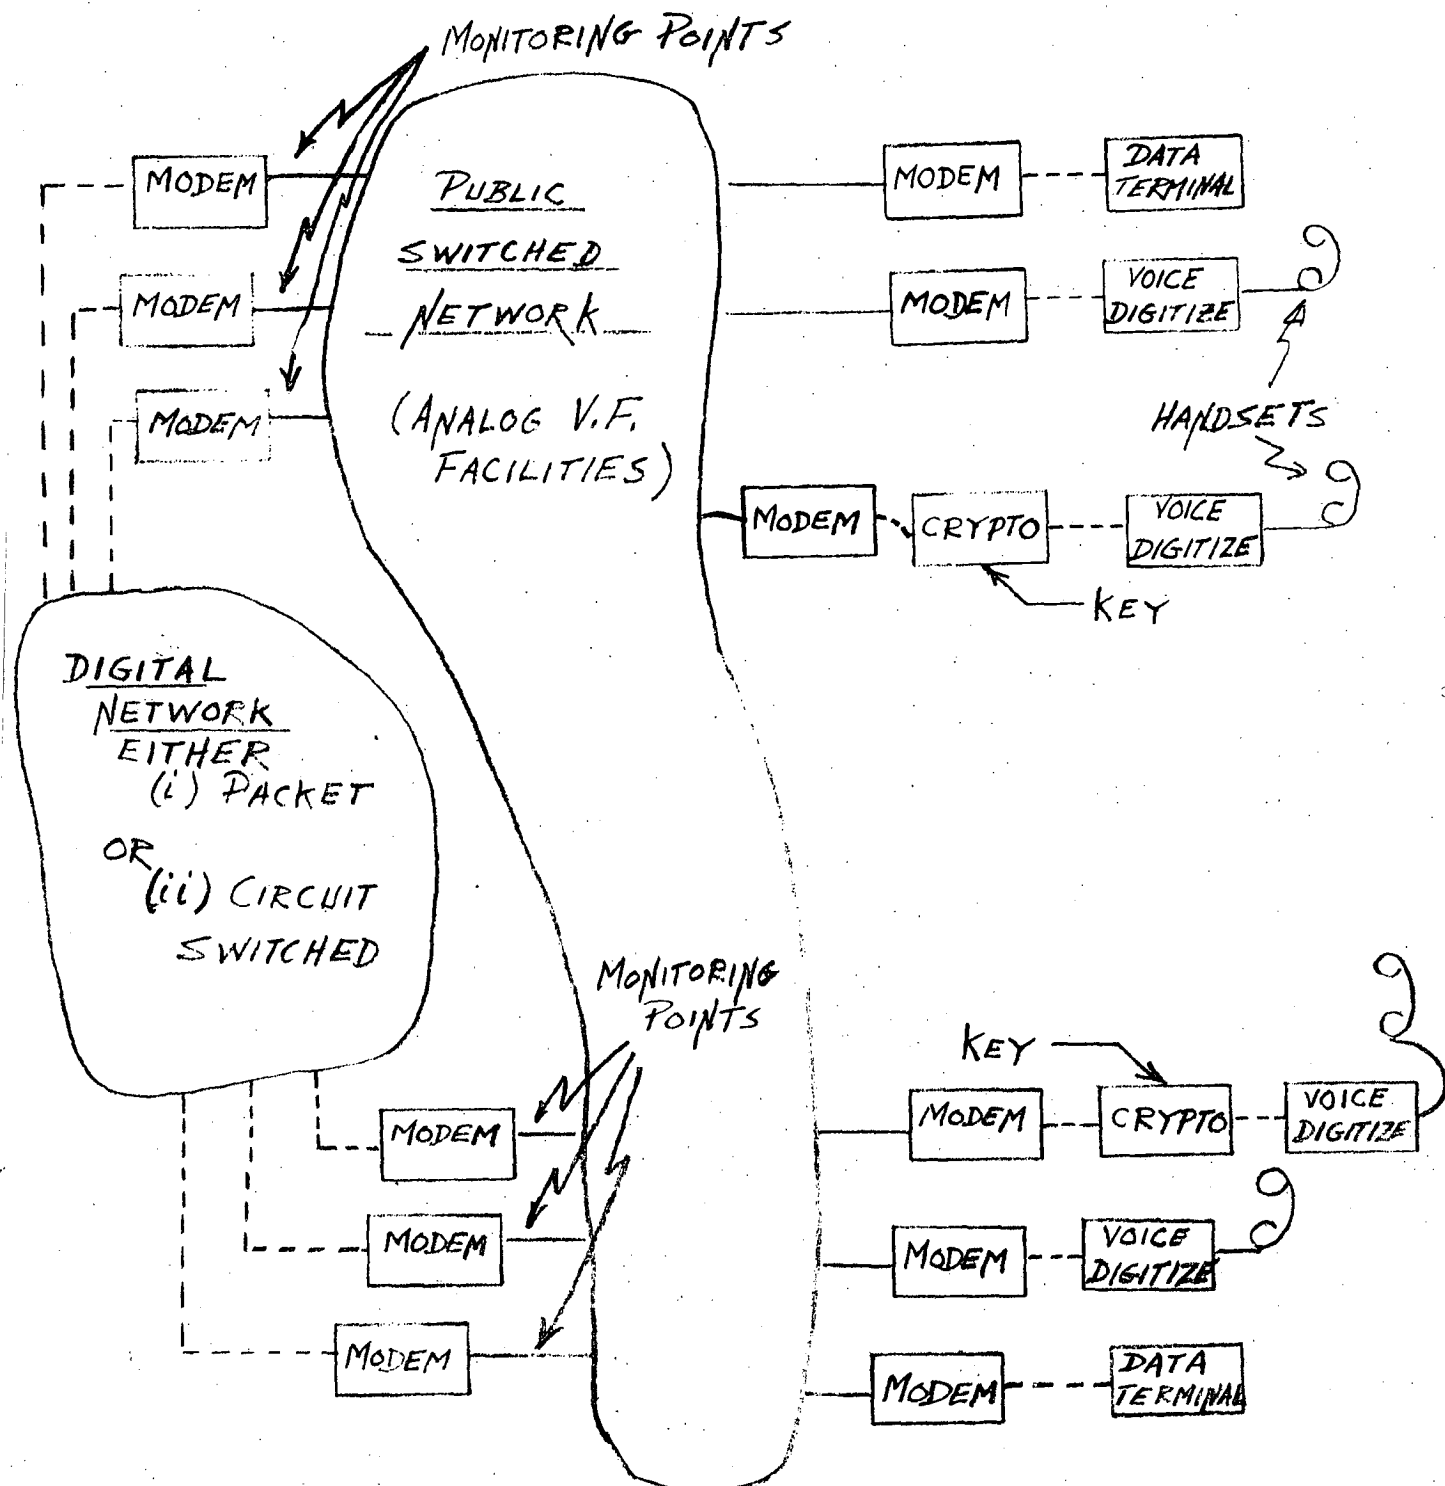 MONITORING POINTS
MODEM
PUBLIC
SWITCHED
NETWORK
(ANALOG V.F.
FACILITIES)
MODEM
MODEM
MODEM
DATA
TERMINAL
MODEM
VOICE
DIGITIZE
HANDSETS
MODEM
CRYPTO
VOICE
DIGITIZE
KEY
DIGITAL
NETWORK
EITHER
(i) PACKET
OR
(ii) CIRCUIT
SWITCHED
MONITORING
POINTS
KEY
MODEM
MODEM
CRYPTO
VOICE
DIGITIZE
MODEM
MODEM
VOICE
DIGITIZE
MODEM
MODEM
DATA
TERMINAL